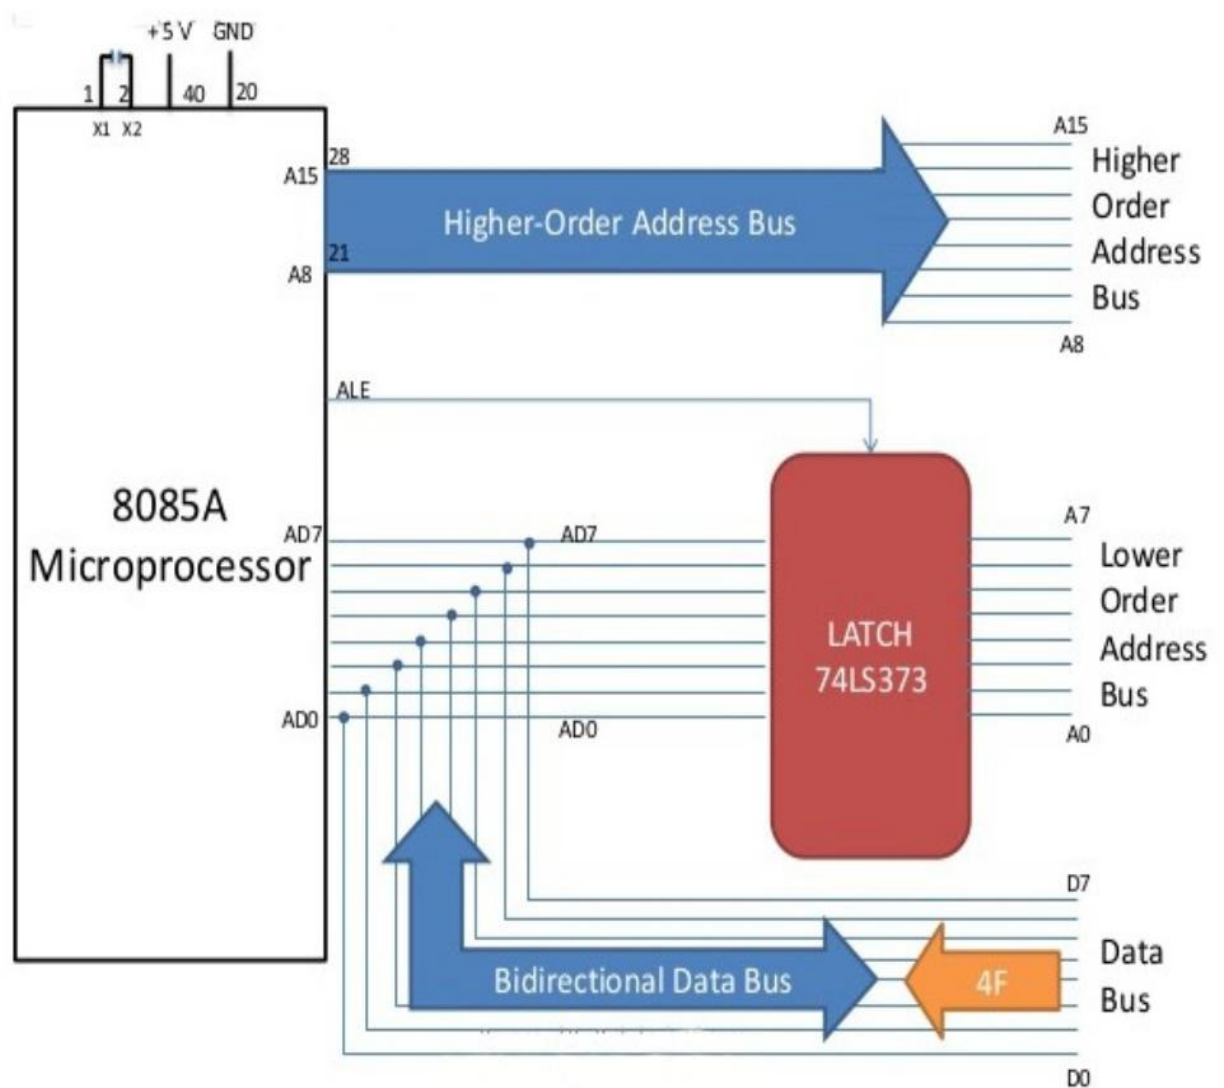 +5 V GND
1 2 40 20
X1 X2
28
A15
Higher-Order Address Bus
21
A8
A15
Higher
Order
Address
Bus
A8
ALE
8085A
Microprocessor
AD7
AD7
AD0
AD0
LATCH
74LS373
A7
Lower
Order
Address
Bus
A0
D7
Data
Bus
D0
Bidirectional Data Bus
4F